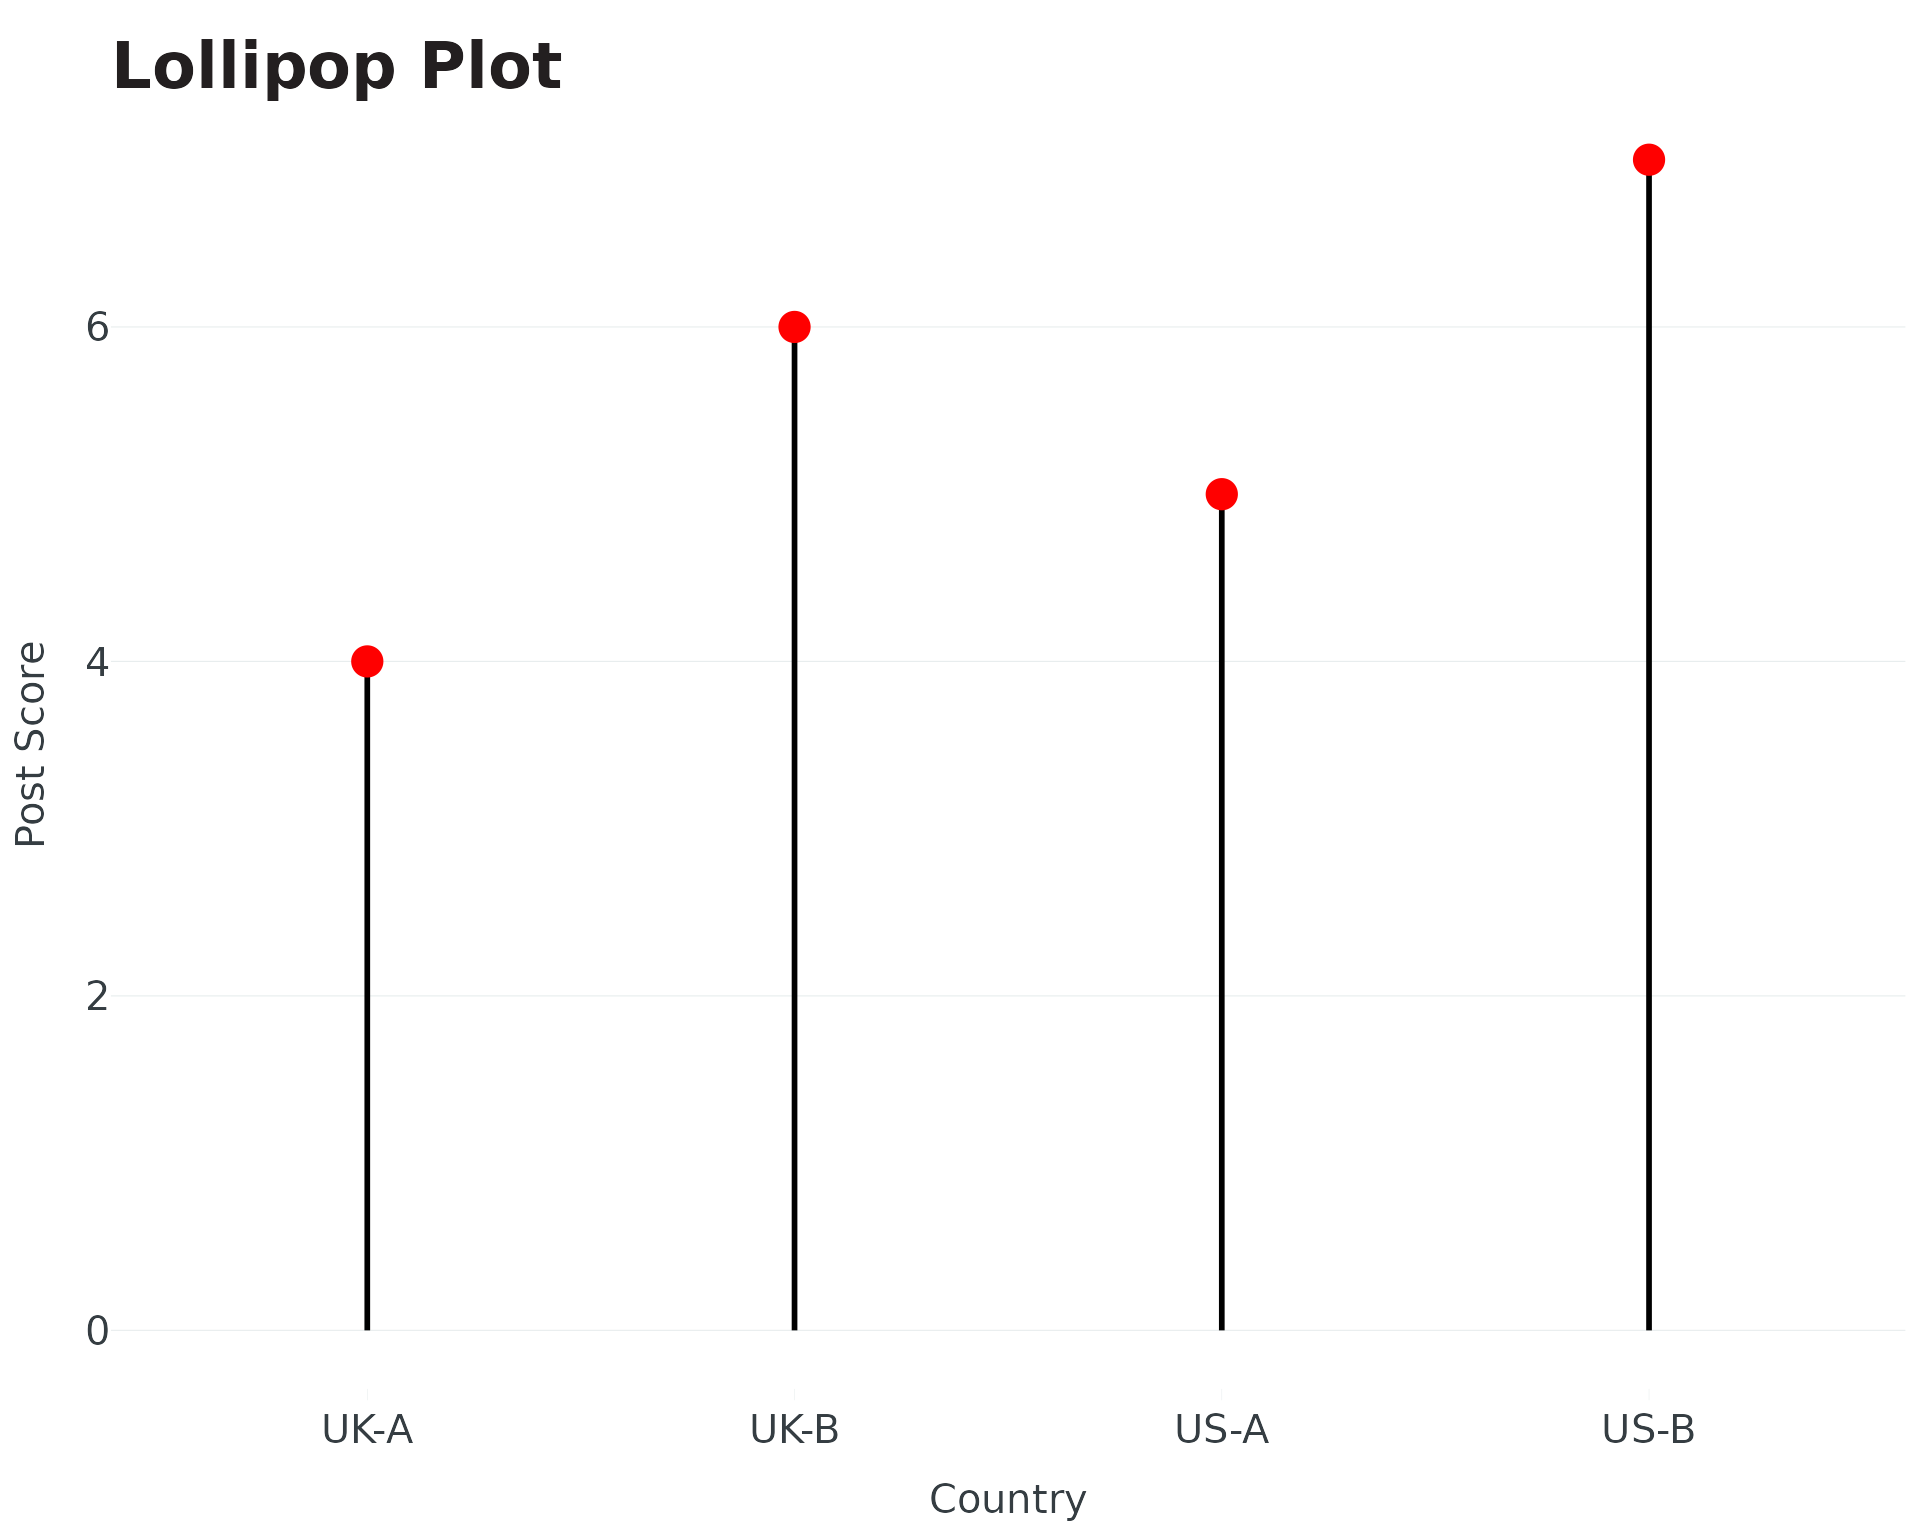 Lollipop Plot
6
4
2
0
Post Score
UK-A UK-B US-A US-B
Country